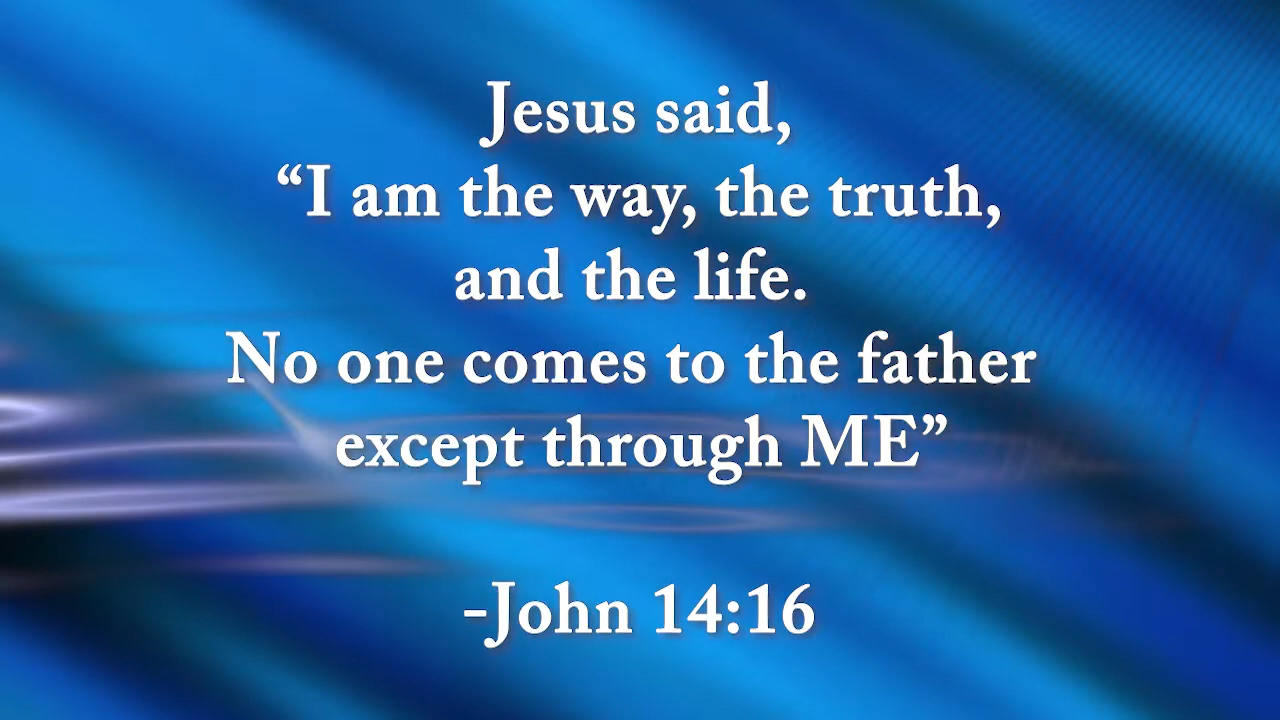 Jesus said,
“I am the way, the truth,
and the life.
No one comes to the father
except through ME”
-John 14:16